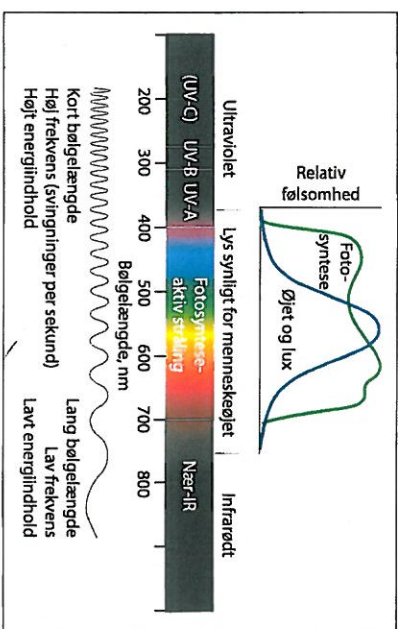 Relativ
følsomhed
Foto-
syntese
Øjet og lux
Ultraviolet
Lys synligt for menneskeøjet
Infrarødt
(UV-C)
UV-B
UV-A
Fotosyntese-
aktiv stråling
Nær-IR
200
300
400
500
600
700
800
Bølgelængde, nm
Kort bølgelængde
Høj frekvens (svingninger per sekund)
Højt energiindhold
Lang bølgelængde
Lav frekvens
Lavt energiindhold